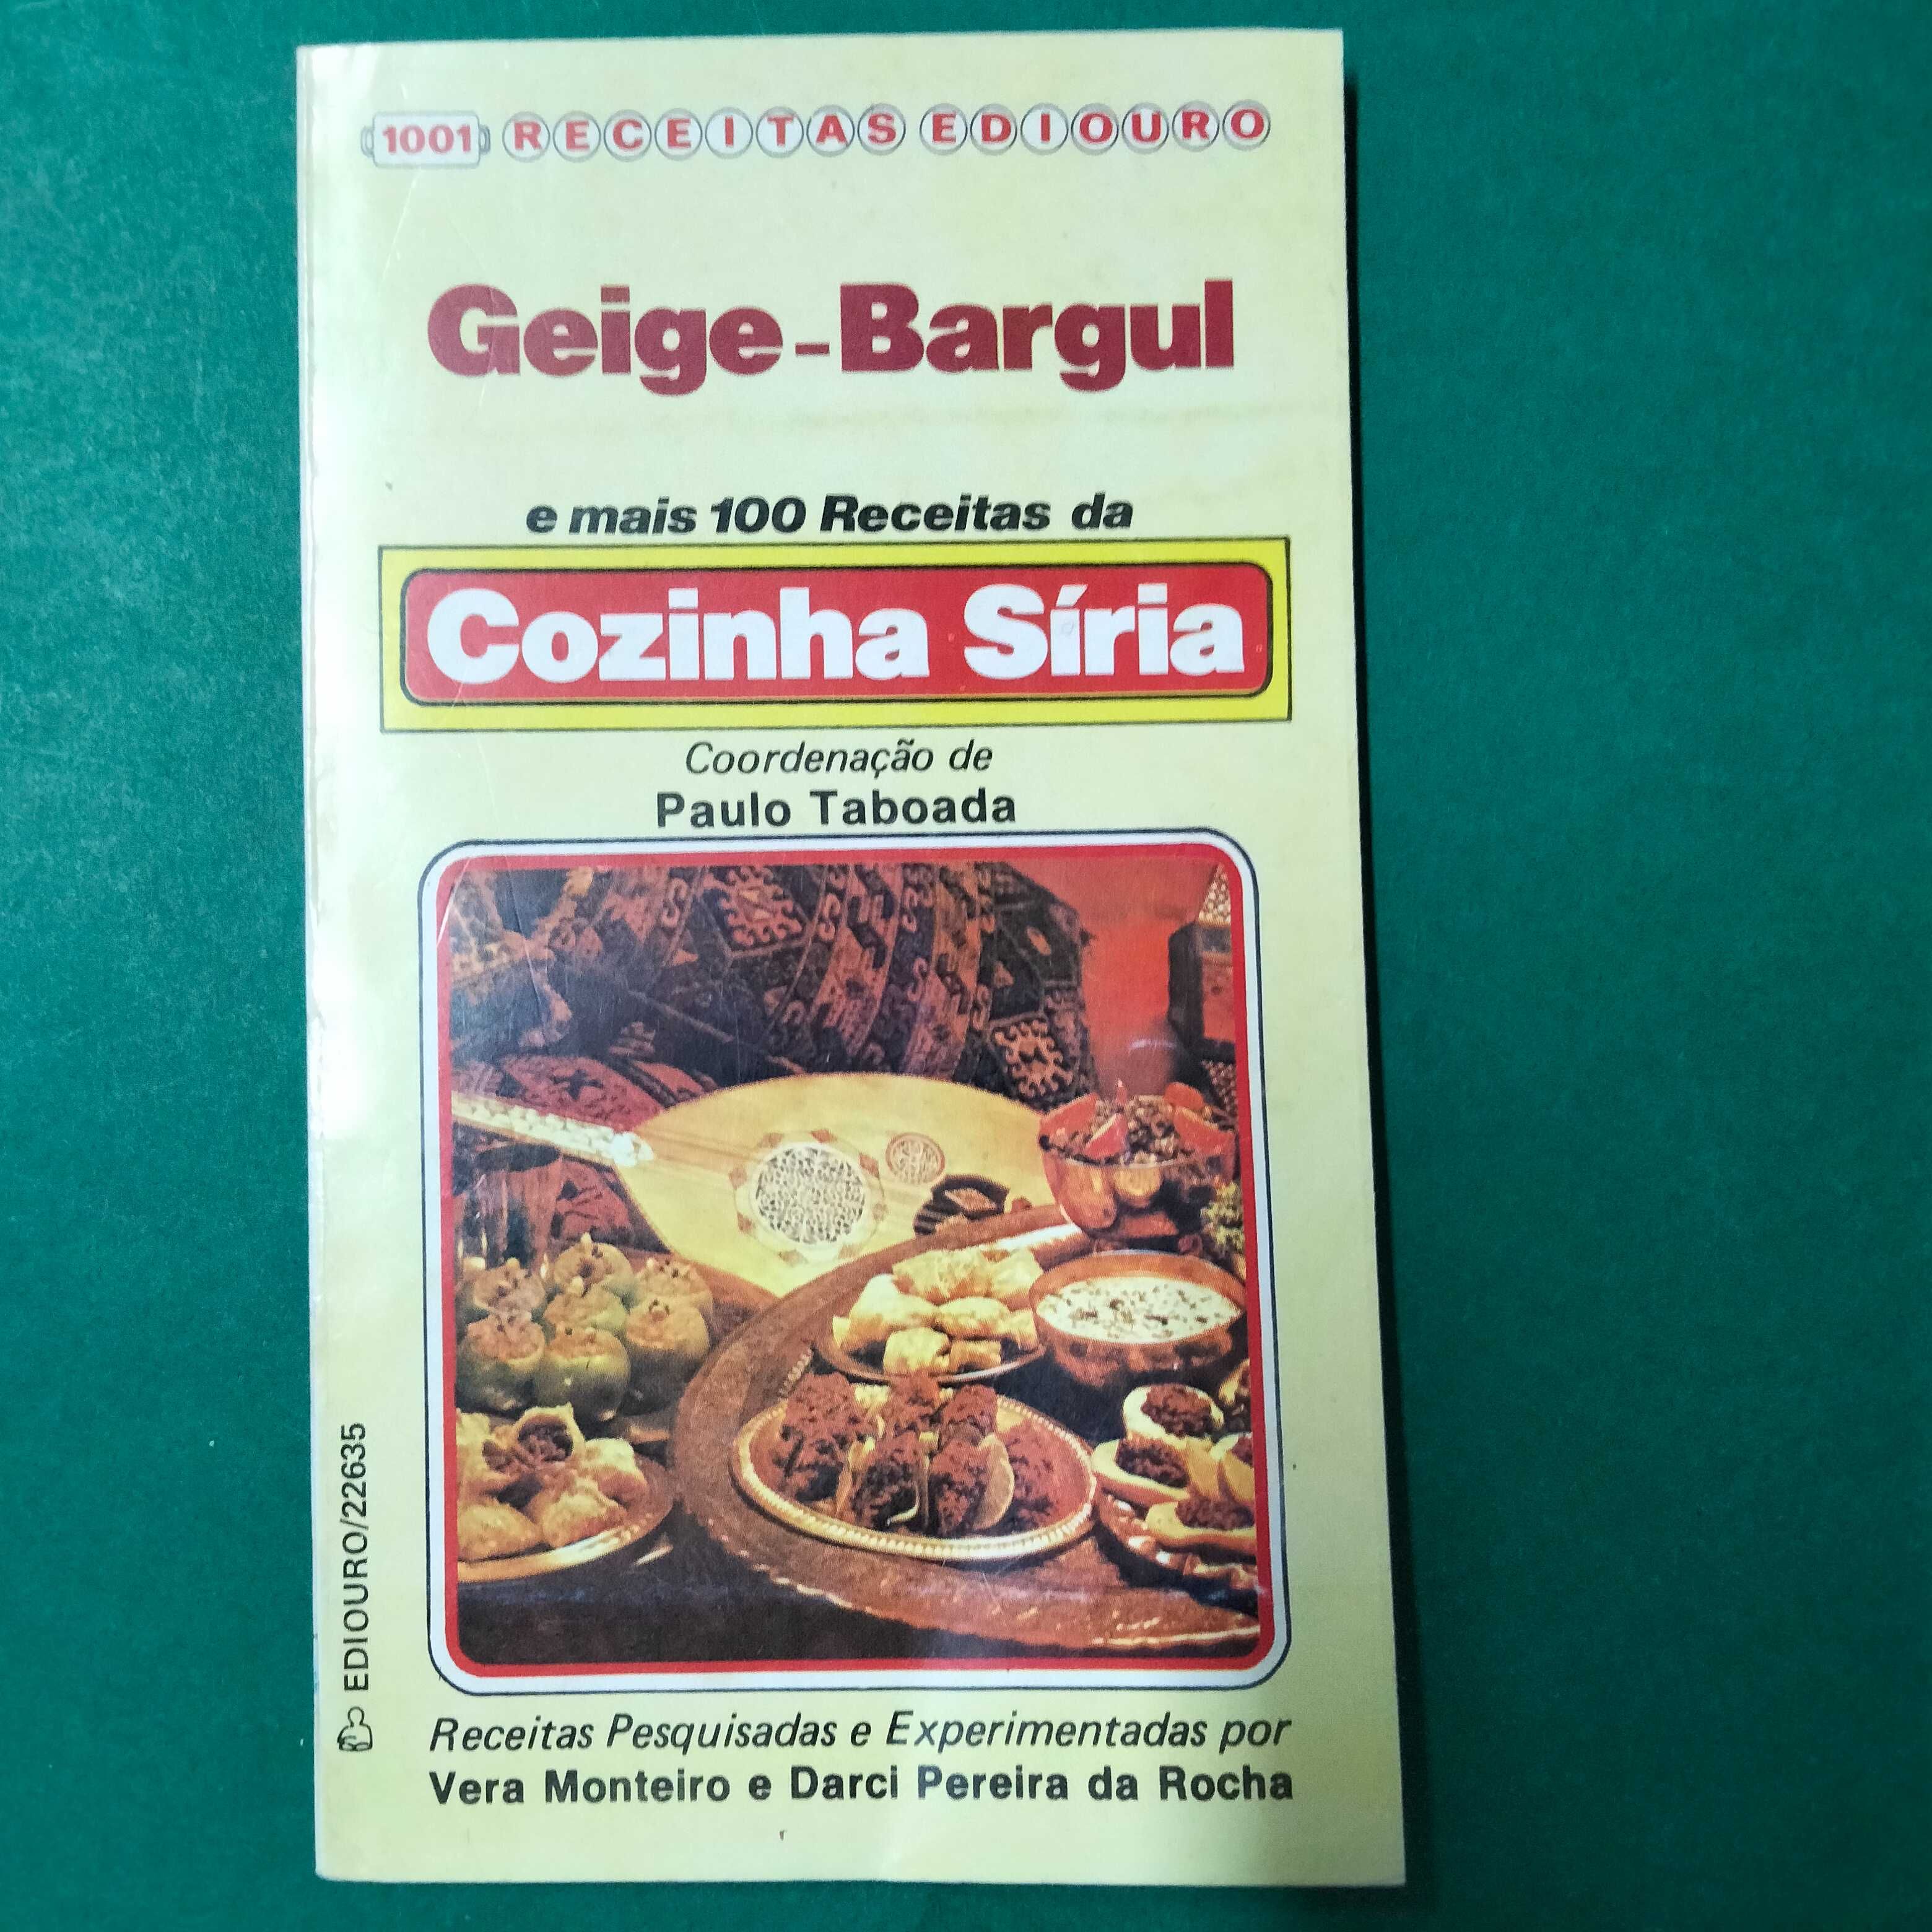 1001 RECEITAS EDIOURO
Geige-Bargul
e mais 100 Receitas da
Cozinha Síria
Coordenação de
Paulo Taboada
EDIOURO/22635
Receitas Pesquisadas e Experimentadas por
Vera Monteiro e Darci Pereira da Rocha